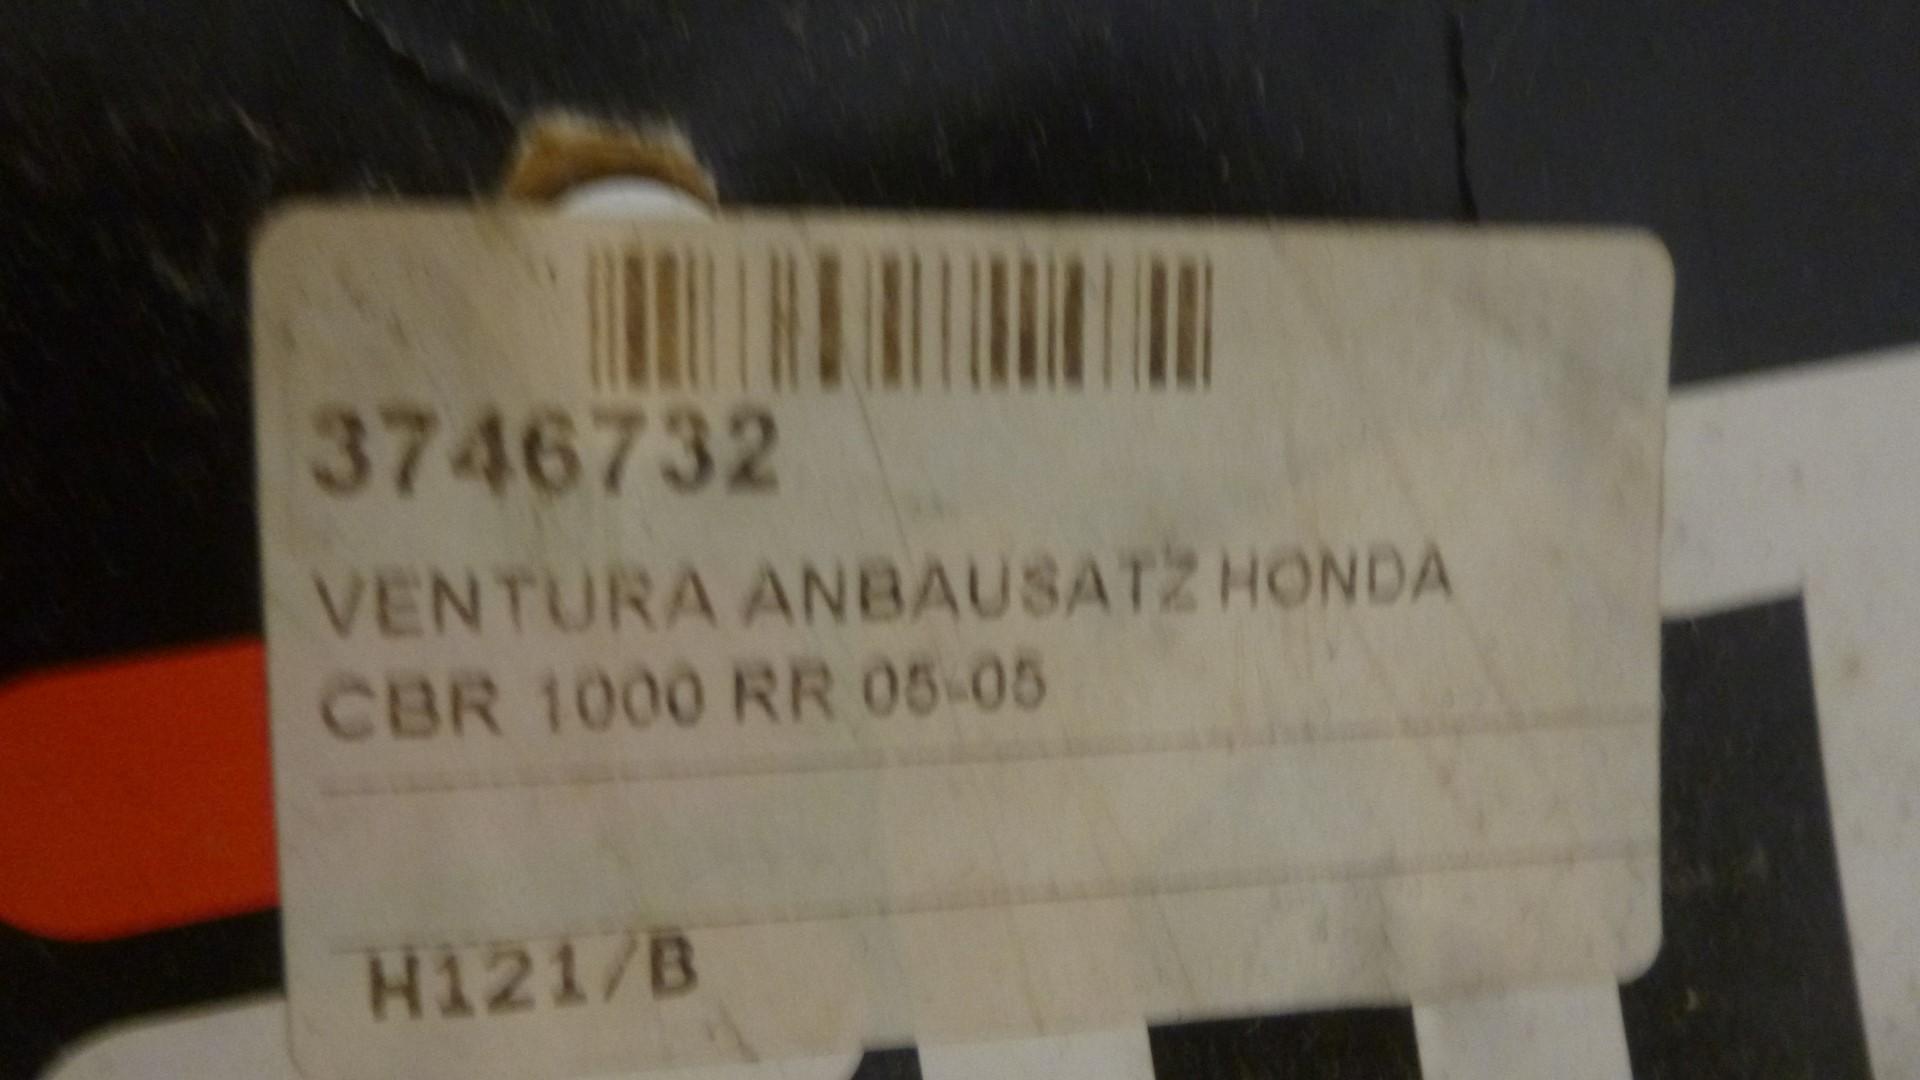 3746732
VENTURA ANBAUSATZ HONDA
CBR 1000 RR 05-05
H121/B